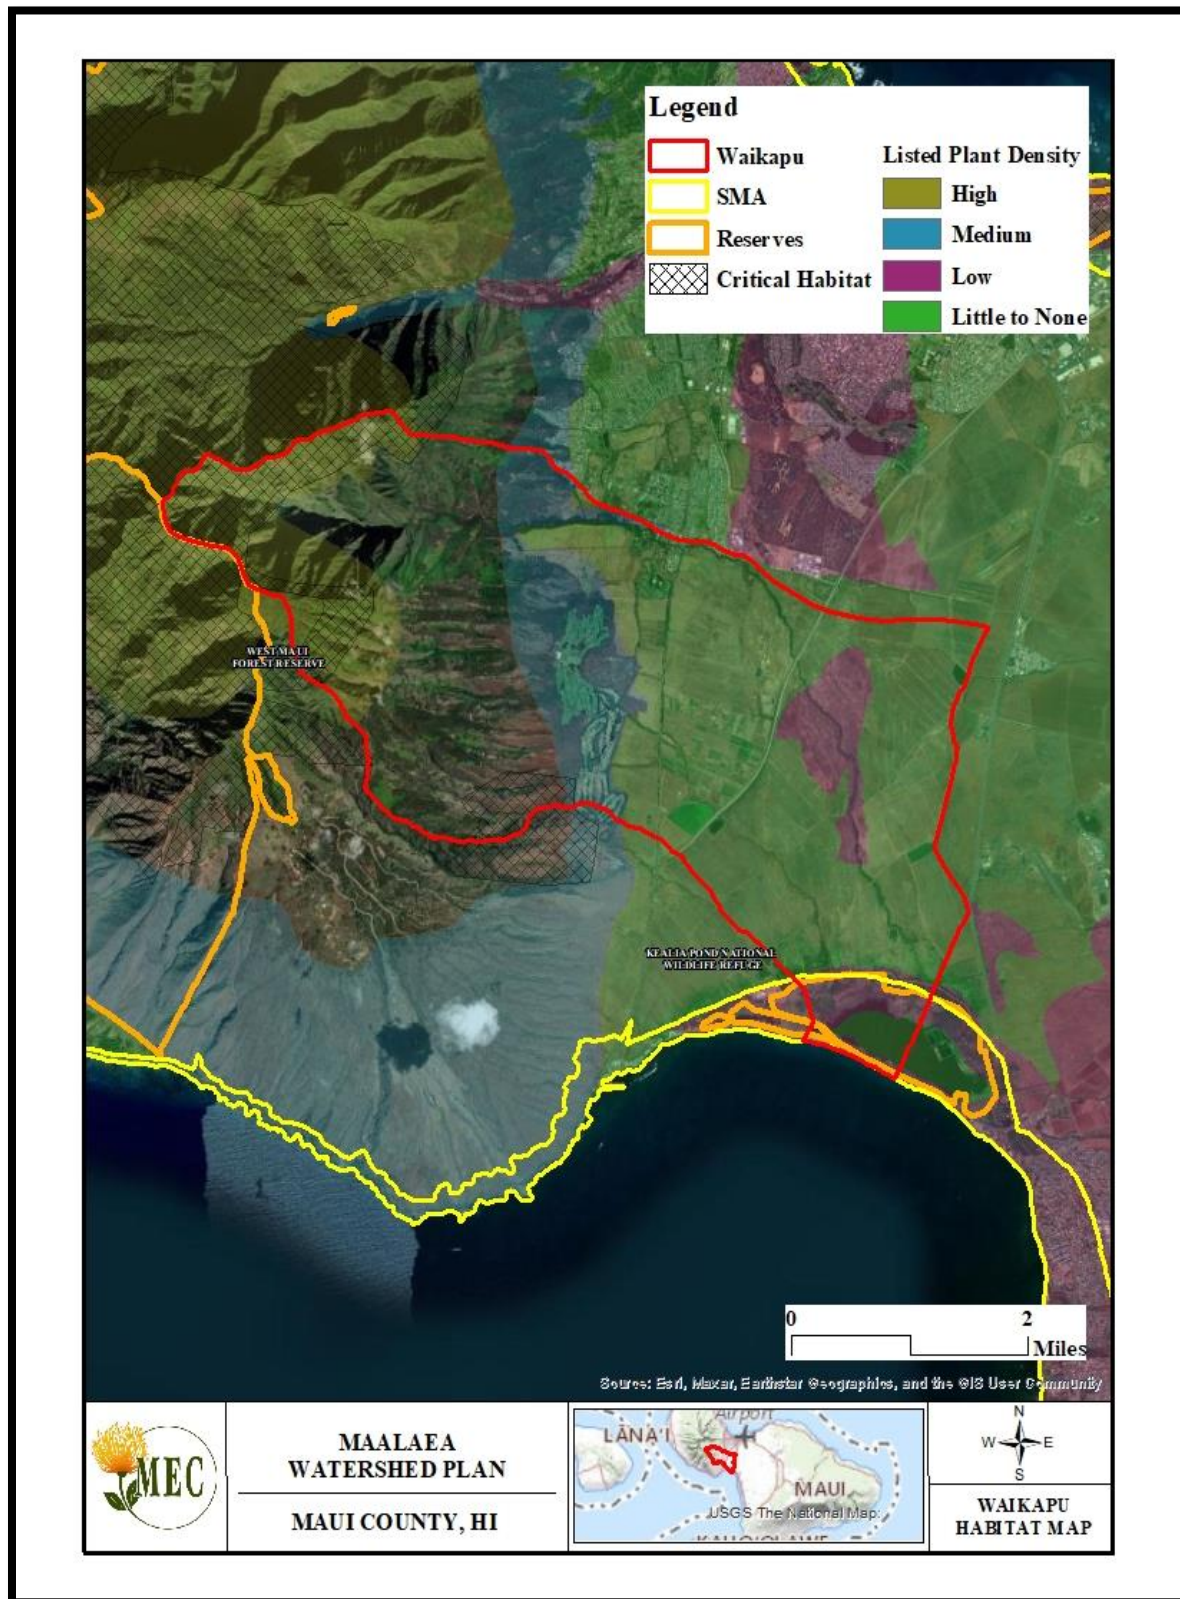 Legend
Waikapu
SMA
Reserves
Critical Habitat
Listed Plant Density
High
Medium
Low
Little to None
WEST MAUI
FOREST RESERVE
KEALIA POND NATIONAL
WILDLIFE REFUGE
0 2
Miles
Source: Esri, Maxar, Earthstar Geographics, and the GIS User Community
MEC
MAALAEA
WATERSHED PLAN
MAUI COUNTY, HI
Airport
LĀNAʻI
MAUI
USGS The National Map:
N
W E
S
WAIKAPU
HABITAT MAP